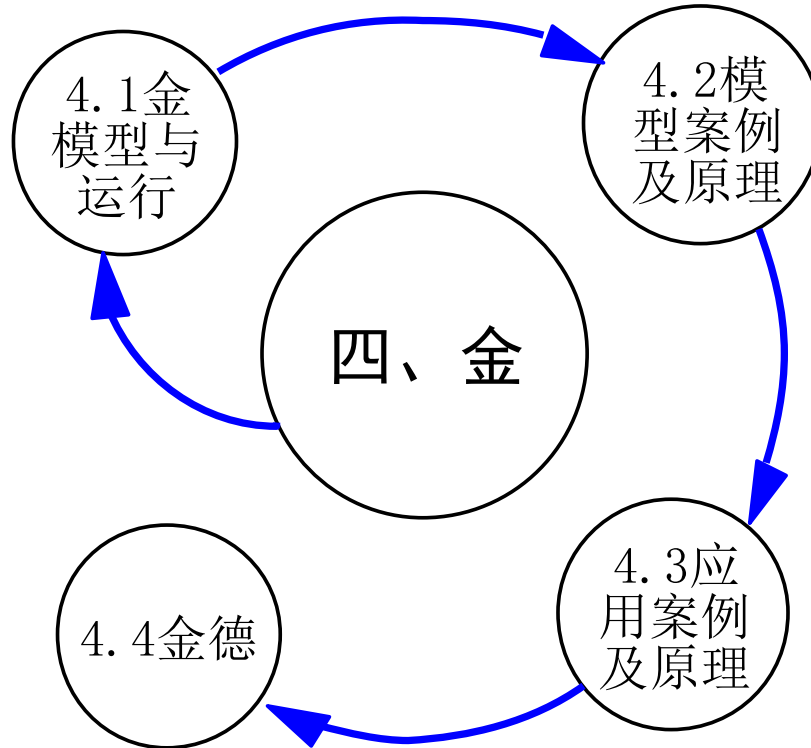 四、金
4.1金
模型与
运行
4.2模
型案例
及原理
4.3应
用案例
及原理
4.4金德